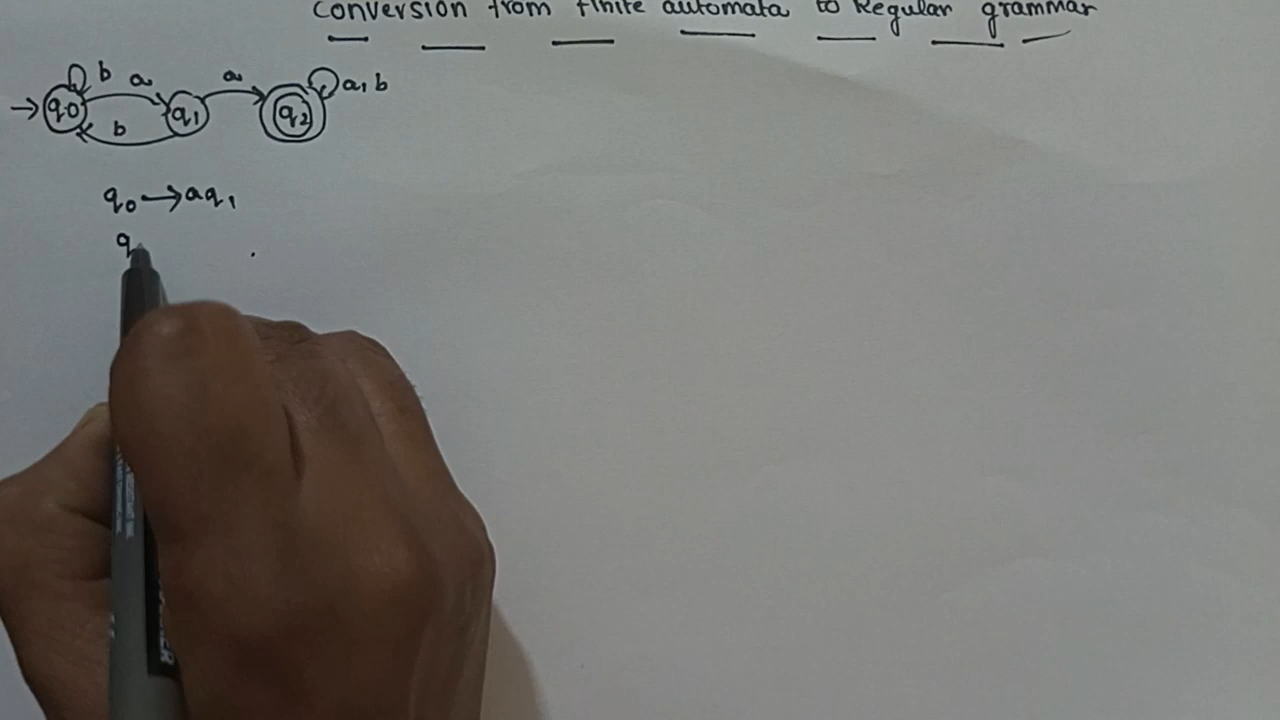 Conversion from finite automata to Regular grammar
b a a a, b
→ q0 q1 q2
b
q0 → aq1
q